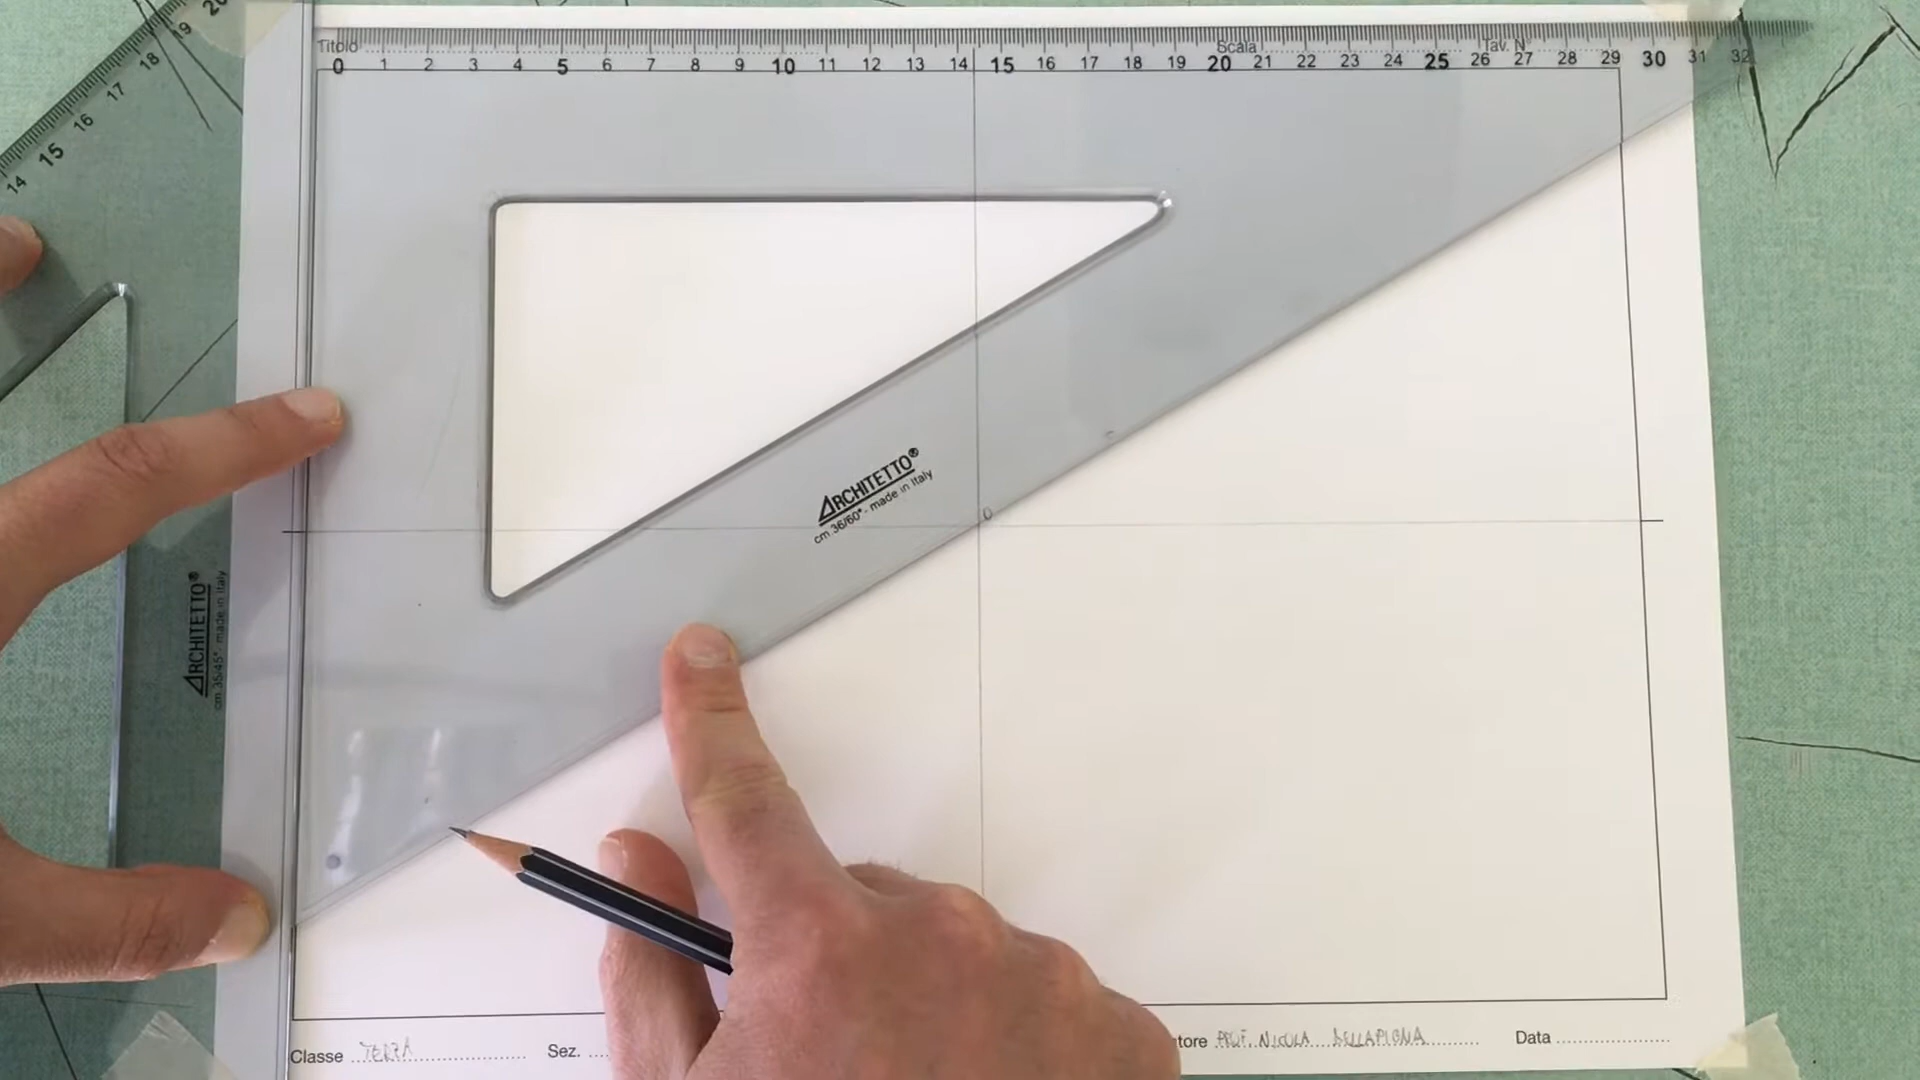 14 15 16 17 18 19 20
Titolo Scala Tav. N°
0 1 2 3 4 5 6 7 8 9 10 11 12 13 14 15 16 17 18 19 20 21 22 23 24 25 26 27 28 29 30 31 32
ARCHITETTO®
cm.36/60°- made in Italy
O
ARCHITETTO®
cm.35/45°- made in Italy
Classe TERZA Sez. tore PROF. NICOLA DELLAPIGNA Data